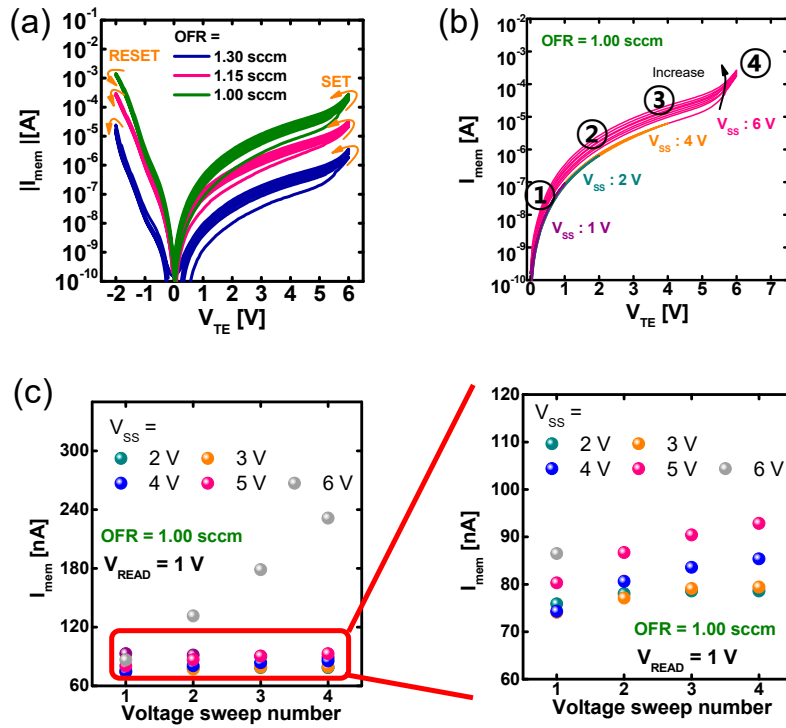 (a)
OFR =
1.30 sccm
1.15 sccm
1.00 sccm
RESET
SET
|I_mem| [A]
10^-1
10^-2
10^-3
10^-4
10^-5
10^-6
10^-7
10^-8
10^-9
10^-10
-2 -1 0 1 2 3 4 5 6
V_TE [V]
(b)
OFR = 1.00 sccm
Increase
①
②
③
④
V_SS : 6 V
V_SS : 4 V
V_SS : 2 V
V_SS : 1 V
I_mem [A]
10^-1
10^-2
10^-3
10^-4
10^-5
10^-6
10^-7
10^-8
10^-9
10^-10
0 1 2 3 4 5 6 7
V_TE [V]
(c)
V_SS =
2 V 3 V
4 V 5 V 6 V
OFR = 1.00 sccm
V_READ = 1 V
I_mem [nA]
300
240
180
120
60
1 2 3 4
Voltage sweep number
V_SS =
2 V 3 V
4 V 5 V 6 V
OFR = 1.00 sccm
V_READ = 1 V
I_mem [nA]
120
110
100
90
80
70
60
1 2 3 4
Voltage sweep number